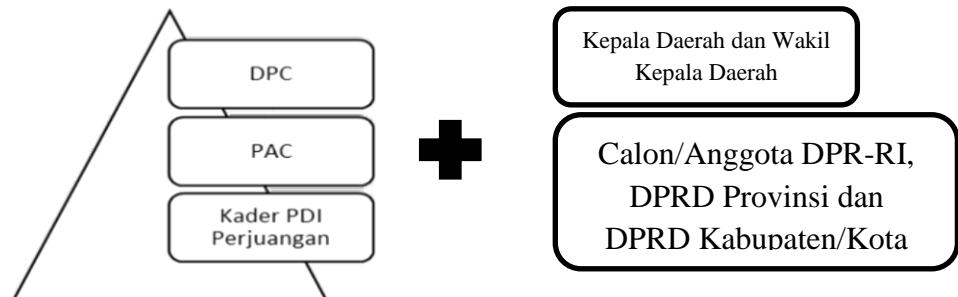 DPC
PAC
Kader PDI
Perjuangan
Kepala Daerah dan Wakil
Kepala Daerah
Calon/Anggota DPR-RI,
DPRD Provinsi dan
DPRD Kabupaten/Kota